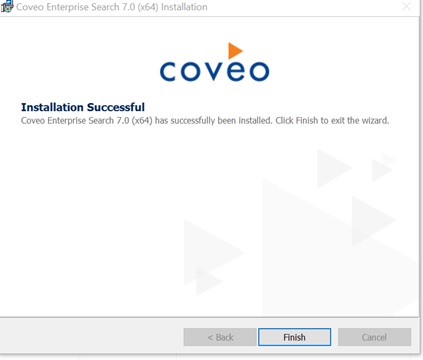 Coveo Enterprise Search 7.0 (x64) Installation
coveo
Installation Successful
Coveo Enterprise Search 7.0 (x64) has successfully been installed. Click Finish to exit the wizard.
< Back Finish Cancel